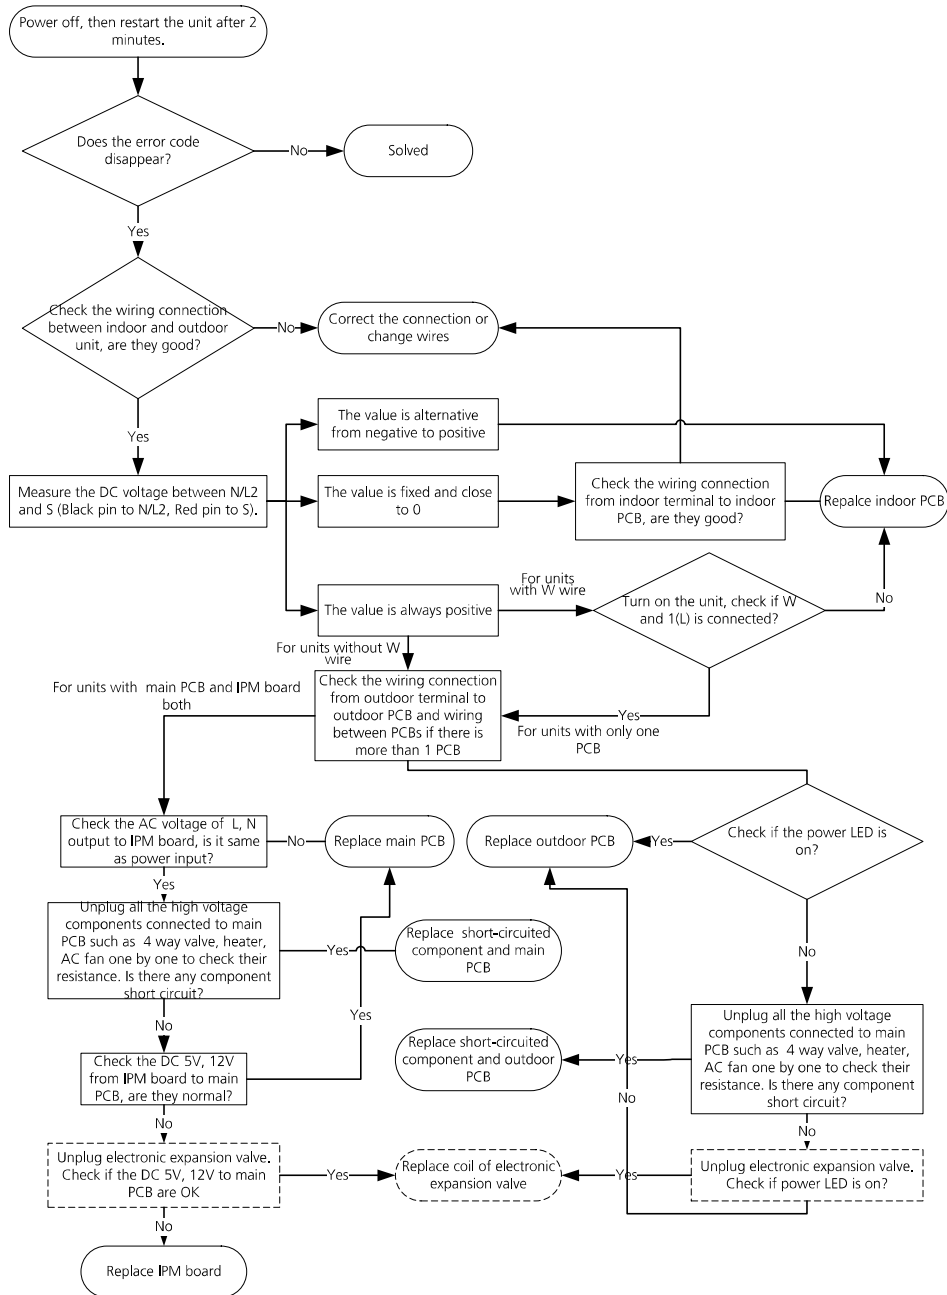 Power off, then restart the unit after 2
minutes.
Does the error code
disappear?
No
Solved
Yes
Check the wiring connection
between indoor and outdoor
unit, are they good?
No
Correct the connection or
change wires
Yes
The value is alternative
from negative to positive
Measure the DC voltage between N/L2
and S (Black pin to N/L2, Red pin to S).
The value is fixed and close
to 0
Check the wiring connection
from indoor terminal to indoor
PCB, are they good?
Repalce indoor PCB
The value is always positive
For units
with W wire
Turn on the unit, check if W
and 1(L) is connected?
No
For units without W
wire
Check the wiring connection
from outdoor terminal to
outdoor PCB and wiring
between PCBs if there is
more than 1 PCB
For units with  main PCB and IPM board
both
Yes
For units with only one
PCB
Check the AC voltage of  L, N
output to IPM board, is it same
as power input?
No
Replace main PCB
Replace outdoor PCB
Yes
Check if the power LED is
on?
Yes
Unplug all the high voltage
components connected to main
PCB such as  4 way valve, heater,
AC fan one by one to check their
resistance. Is there any component
short circuit?
Yes
Replace  short-circuited
component and main
PCB
No
No
Yes
Check the DC 5V, 12V
from IPM board to main
PCB, are they normal?
Replace short-circuited
component and outdoor
PCB
Yes
Unplug all the high voltage
components connected to main
PCB such as  4 way valve, heater,
AC fan one by one to check their
resistance. Is there any component
short circuit?
No
No
No
Unplug electronic expansion valve.
Check if the DC 5V, 12V to main
PCB are OK
Yes
Replace coil of electronic
expansion valve
Yes
Unplug electronic expansion valve.
Check if power LED is on?
No
Replace IPM board